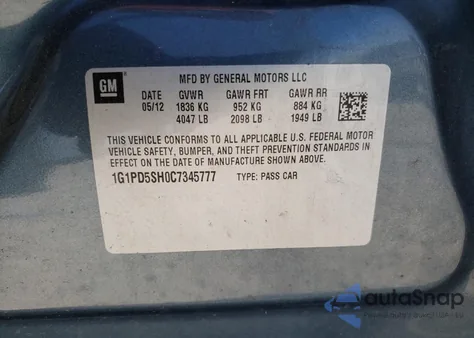 GM
MFD BY GENERAL MOTORS LLC
DATE GVWR GAWR FRT GAWR RR
05/12 1836 KG 952 KG 884 KG
4047 LB 2098 LB 1949 LB
THIS VEHICLE CONFORMS TO ALL APPLICABLE U.S. FEDERAL MOTOR
VEHICLE SAFETY, BUMPER, AND THEFT PREVENTION STANDARDS
IN EFFECT ON THE DATE OF MANUFACTURE SHOWN ABOVE.
1G1PD5SH0C7345777 TYPE: PASS CAR
autoSnap